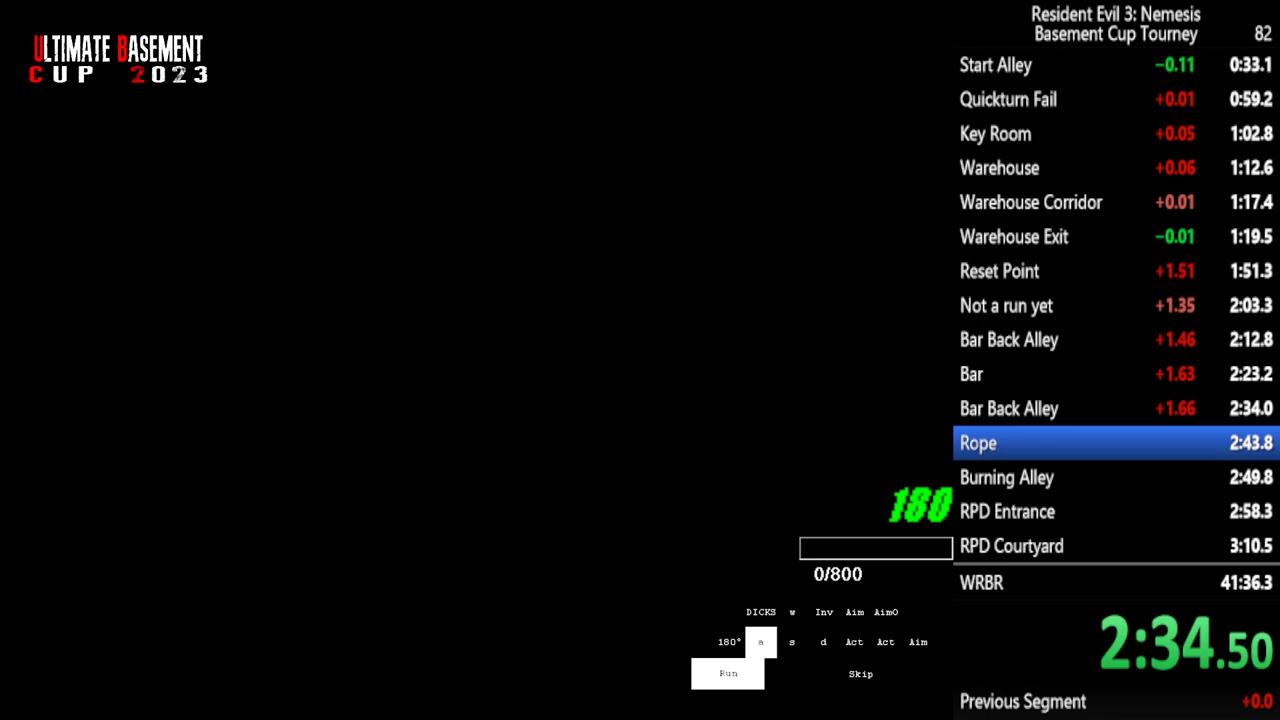 ULTIMATE BASEMENT
CUP 2023
Resident Evil 3: Nemesis
Basement Cup Tourney 82
Start Alley −0.11 0:33.1
Quickturn Fail +0.01 0:59.2
Key Room +0.05 1:02.8
Warehouse +0.06 1:12.6
Warehouse Corridor +0.01 1:17.4
Warehouse Exit −0.01 1:19.5
Reset Point +1.51 1:51.3
Not a run yet +1.35 2:03.3
Bar Back Alley +1.46 2:12.8
Bar +1.63 2:23.2
Bar Back Alley +1.66 2:34.0
Rope 2:43.8
Burning Alley 2:49.8
RPD Entrance 2:58.3
RPD Courtyard 3:10.5
WRBR 41:36.3
2:34.50
Previous Segment +0.0
180
0/800
DICKS w Inv Aim AimO
180° a s d Act Act Aim
Run Skip